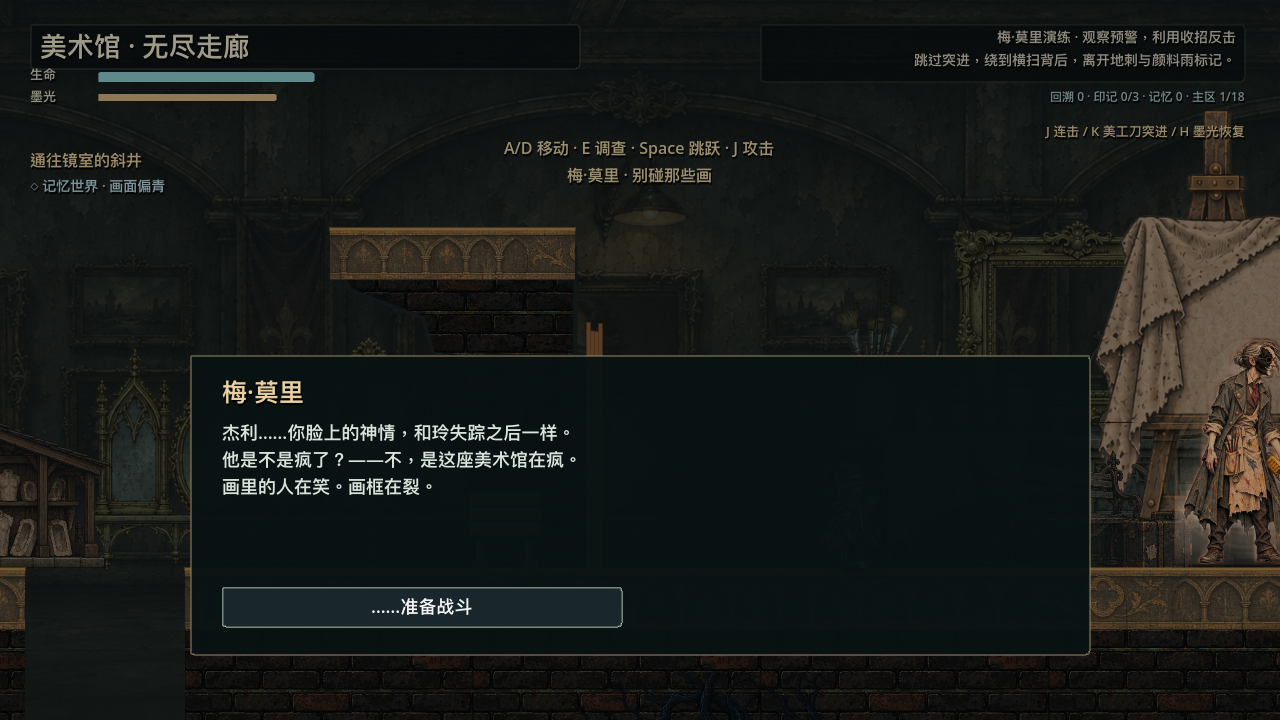 美术馆 · 无尽走廊
生命
墨光
通往镜室的斜井
◇ 记忆世界 · 画面偏青
梅·莫里演练 · 观察预警，利用收招反击
跳过突进，绕到横扫背后，离开地刺与颜料雨标记。
回溯 0 · 印记 0/3 · 记忆 0 · 主区 1/18
J 连击 / K 美工刀突进 / H 墨光恢复
A/D 移动 · E 调查 · Space 跳跃 · J 攻击
梅·莫里 · 别碰那些画
梅·莫里
杰利……你脸上的神情，和玲失踪之后一样。
他是不是疯了？——不，是这座美术馆在疯。
画里的人在笑。画框在裂。
……准备战斗